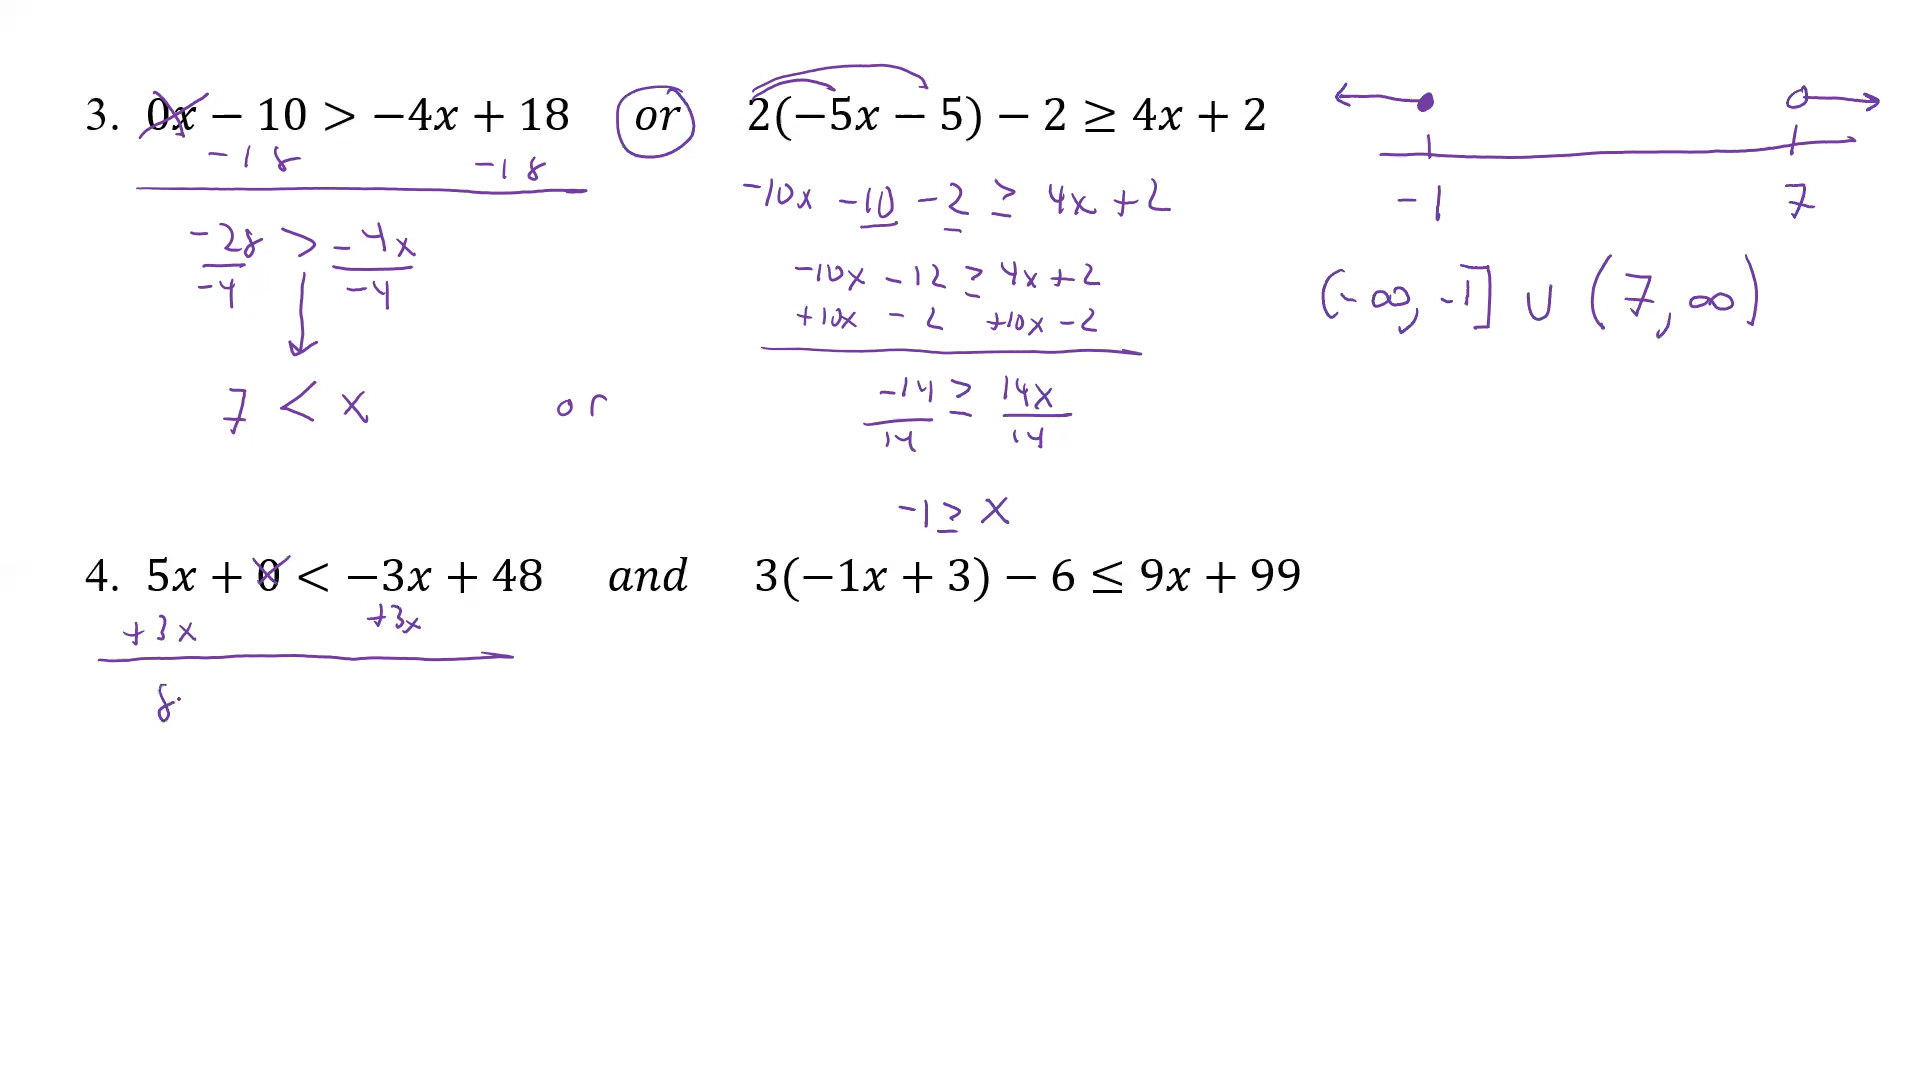 3. 0x − 10 > −4x + 18 or 2(−5x − 5) − 2 ≥ 4x + 2
-18 -18
-28 > -4x
-4 -4
7 < x or
-10x -10 -2 ≥ 4x + 2
-10x - 12 ≥ 4x + 2
+10x - 2 +10x - 2
-14 ≥ 14x
14 14
-1 ≥ x
-1 7
(-∞, -1] ∪ (7, ∞)
4. 5x + 0 < −3x + 48 and 3(−1x + 3) − 6 ≤ 9x + 99
+3x +3x
8